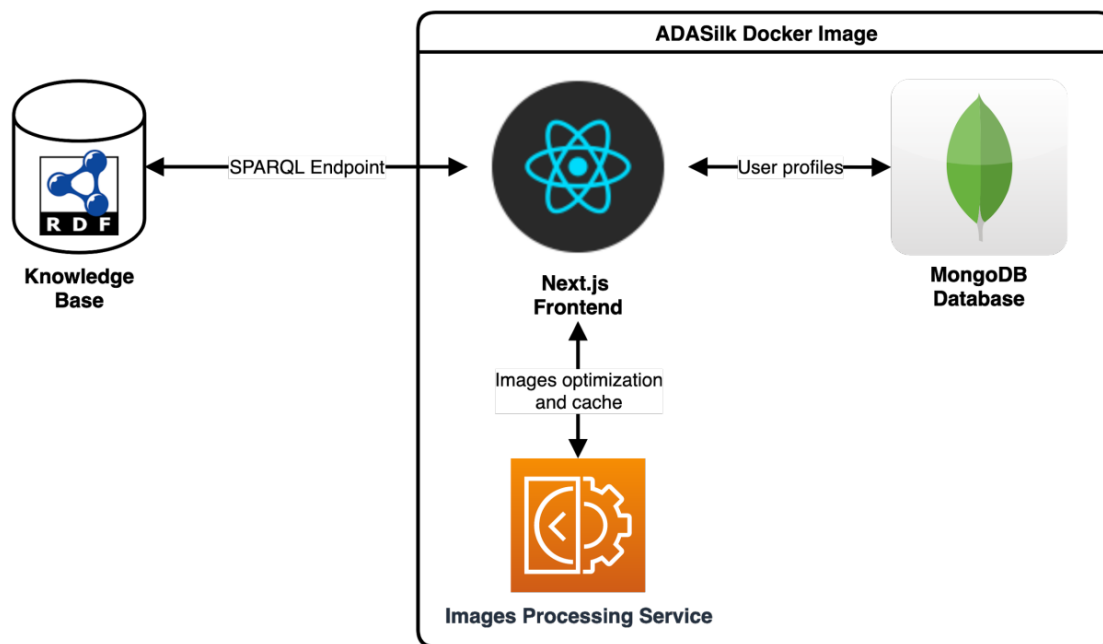 ADASilk Docker Image
SPARQL Endpoint
User profiles
RDF
Knowledge
Base
Next.js
Frontend
MongoDB
Database
Images optimization
and cache
Images Processing Service